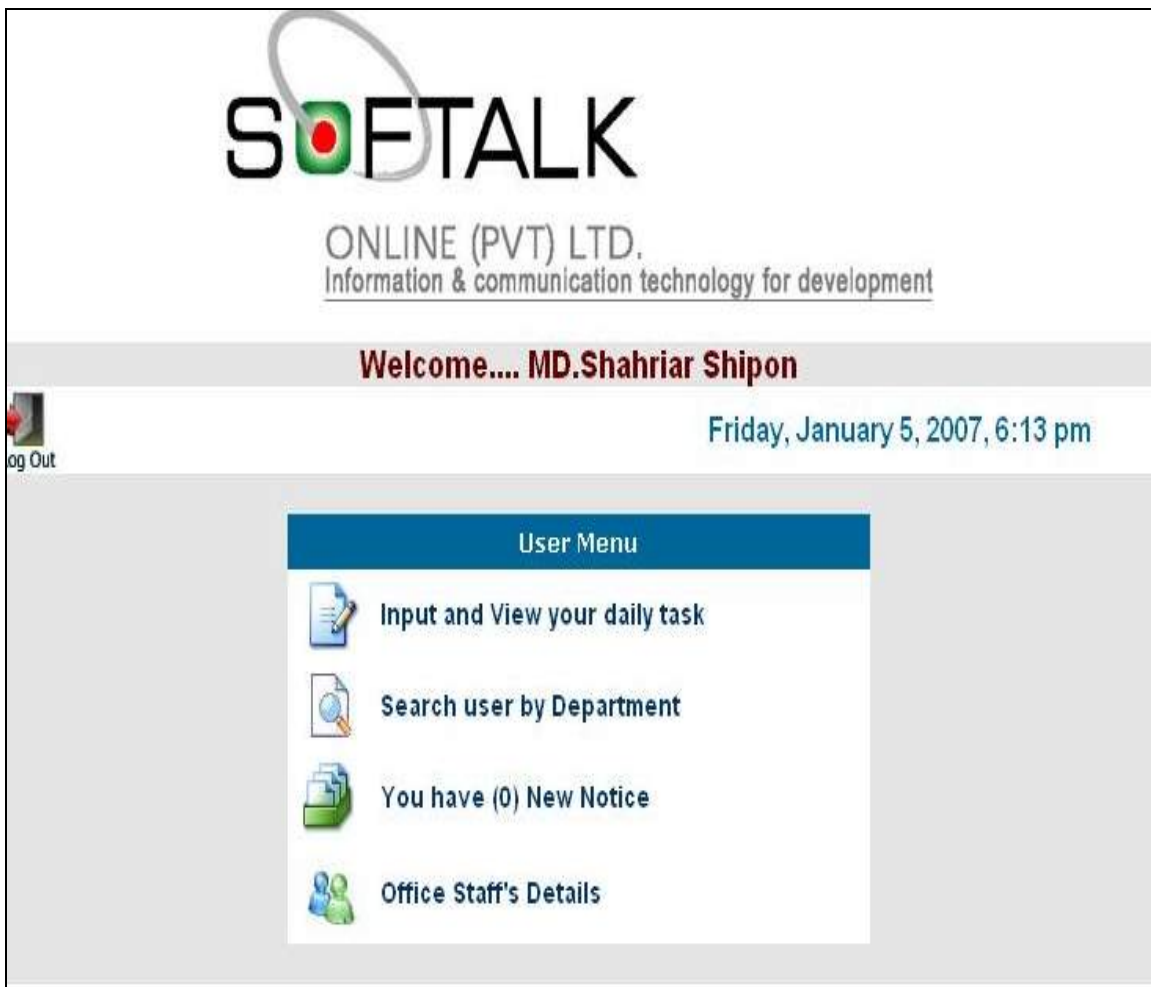 SOFTALK
ONLINE (PVT) LTD.
Information & communication technology for development
Welcome.... MD.Shahriar Shipon
Friday, January 5, 2007, 6:13 pm
og Out
User Menu
Input and View your daily task
Search user by Department
You have (0) New Notice
Office Staff's Details